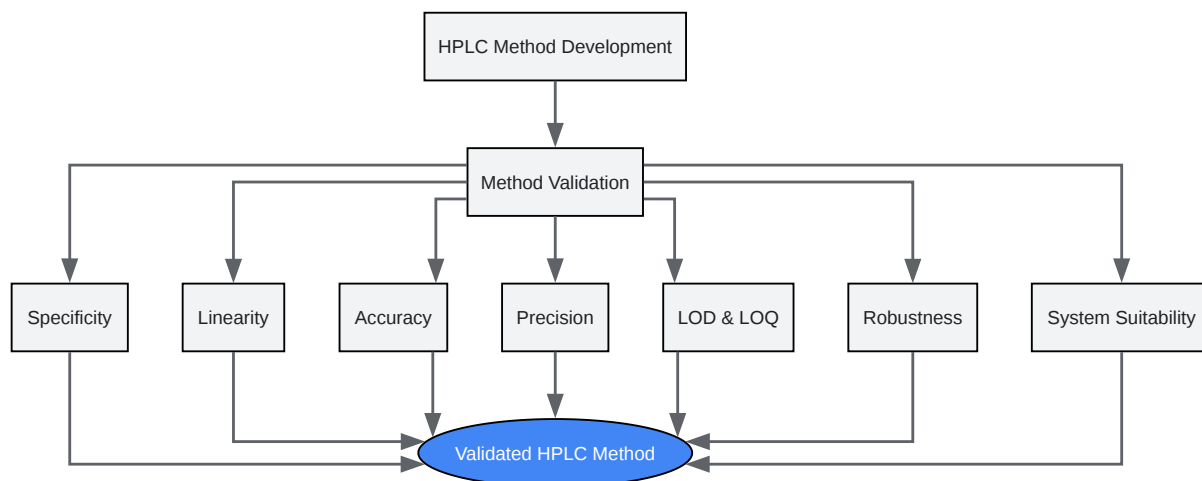 HPLC Method Development
Method Validation
Specificity
Linearity
Accuracy
Precision
LOD & LOQ
Robustness
System Suitability
Validated HPLC Method